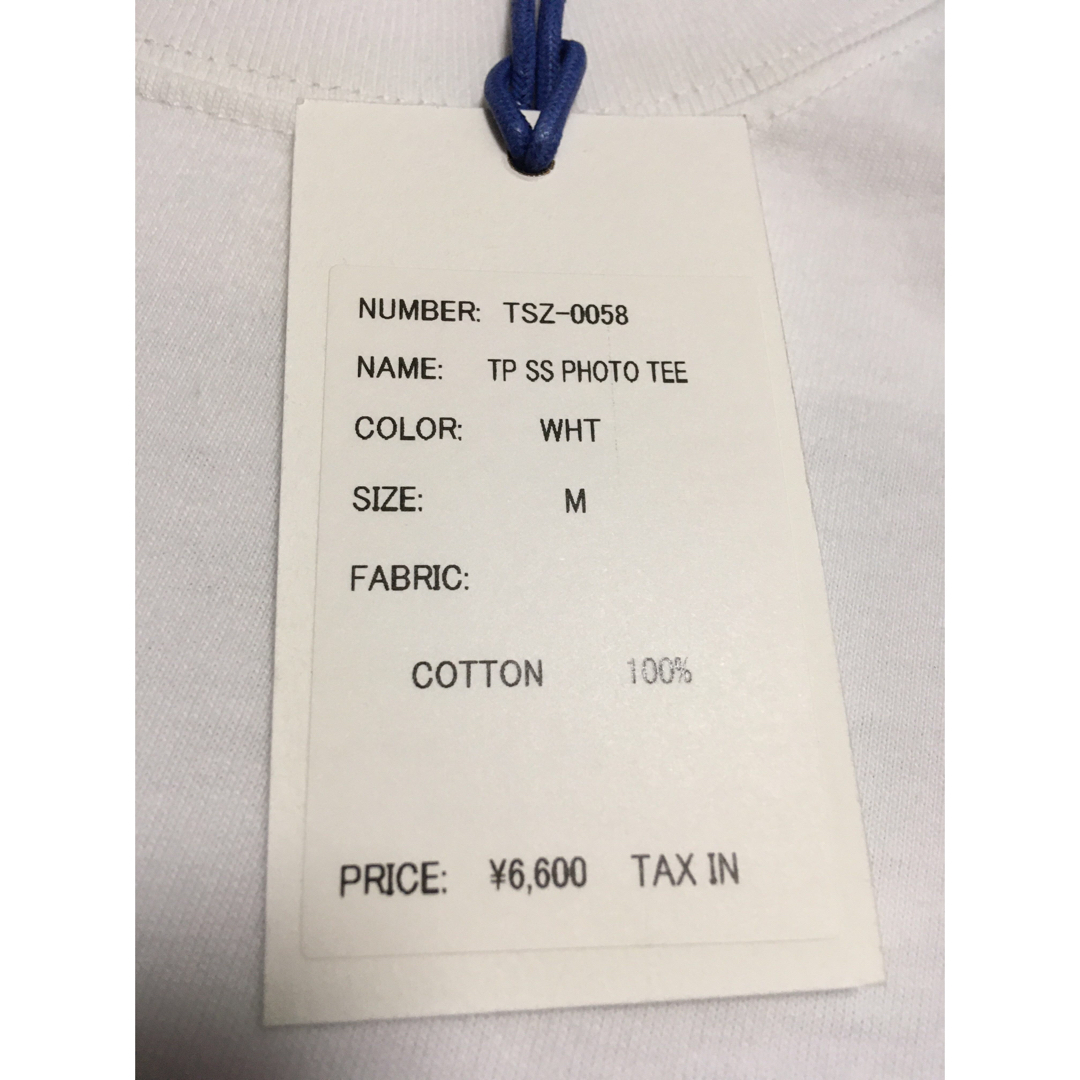 NUMBER: TSZ-0058
NAME: TP SS PHOTO TEE
COLOR: WHT
SIZE: M
FABRIC:
COTTON 100%
PRICE: ¥6,600 TAX IN